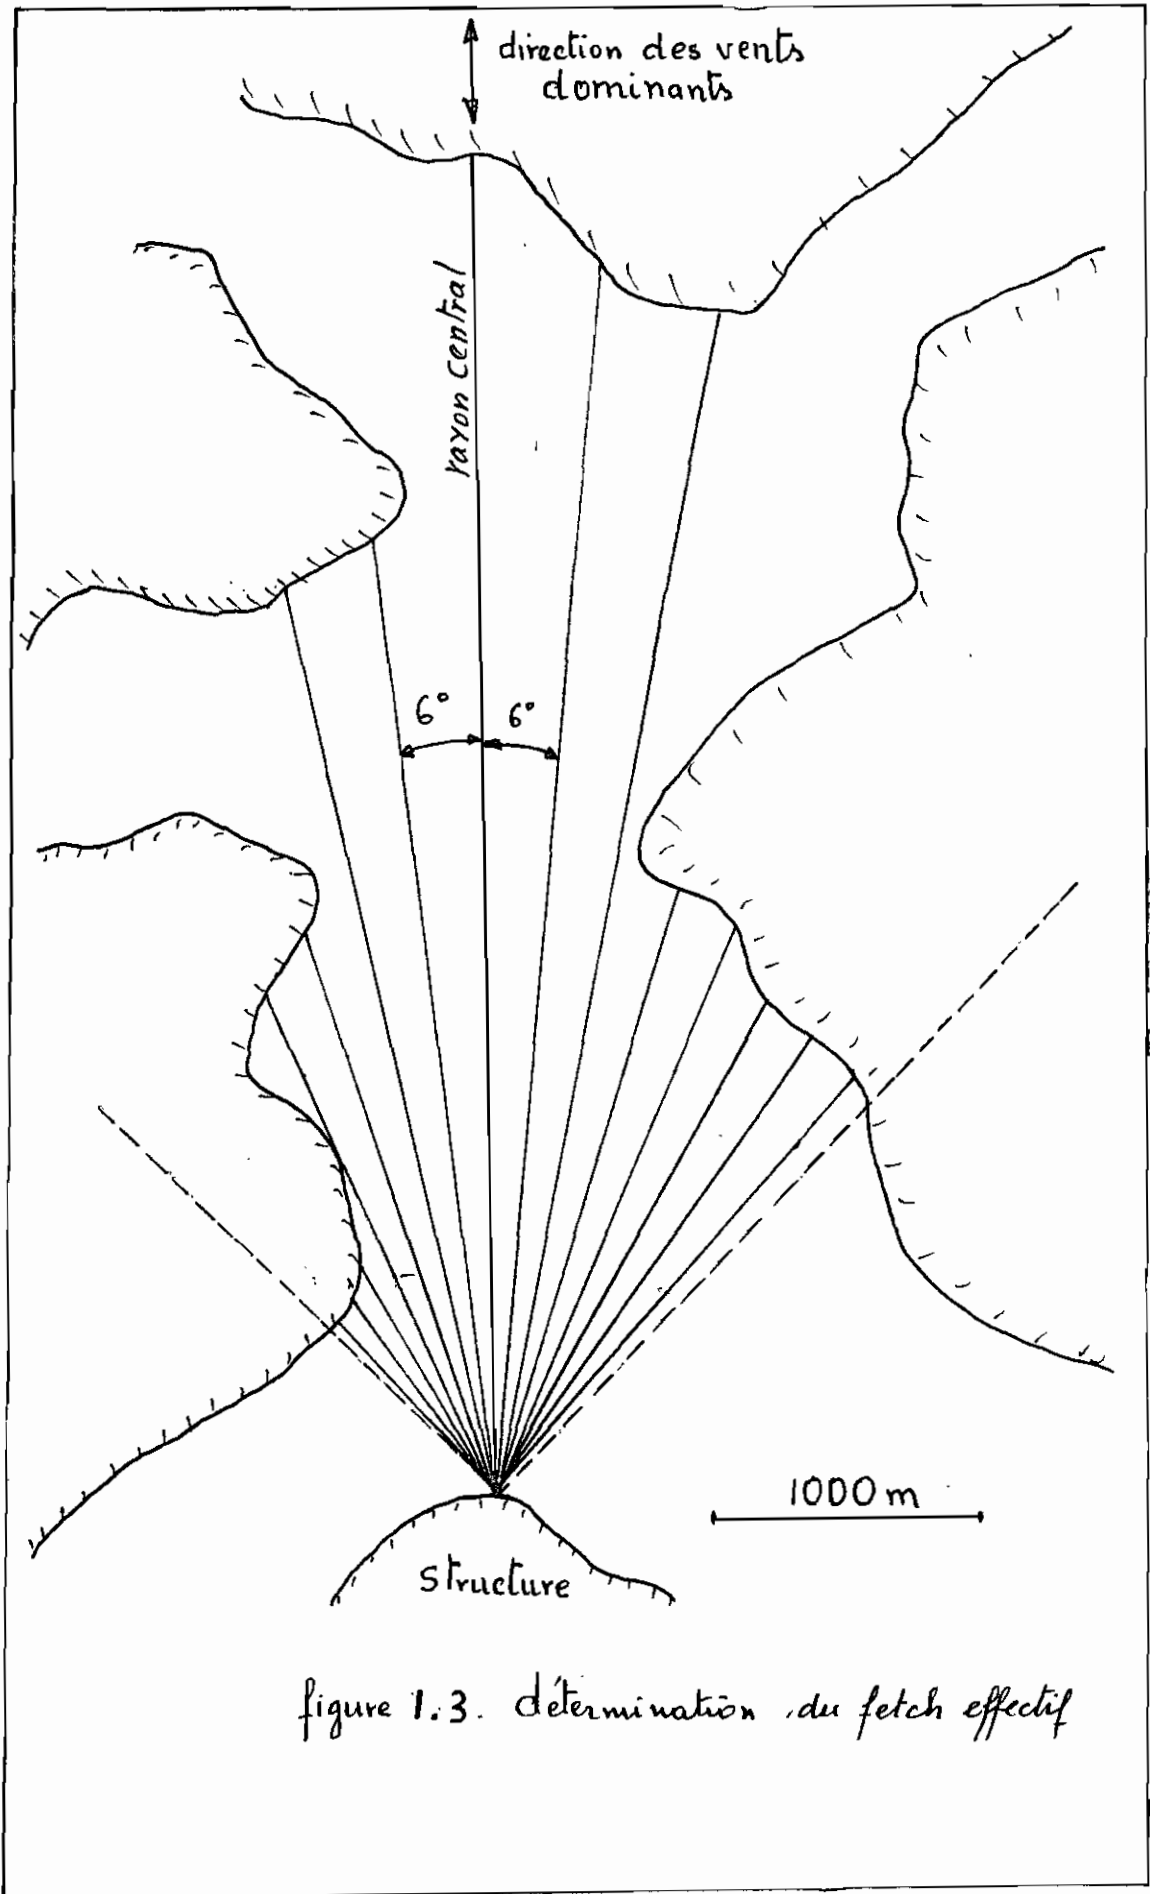 direction des vents
dominants
rayon central
6° 6°
1000 m
Structure
figure 1.3. détermination du fetch effectif